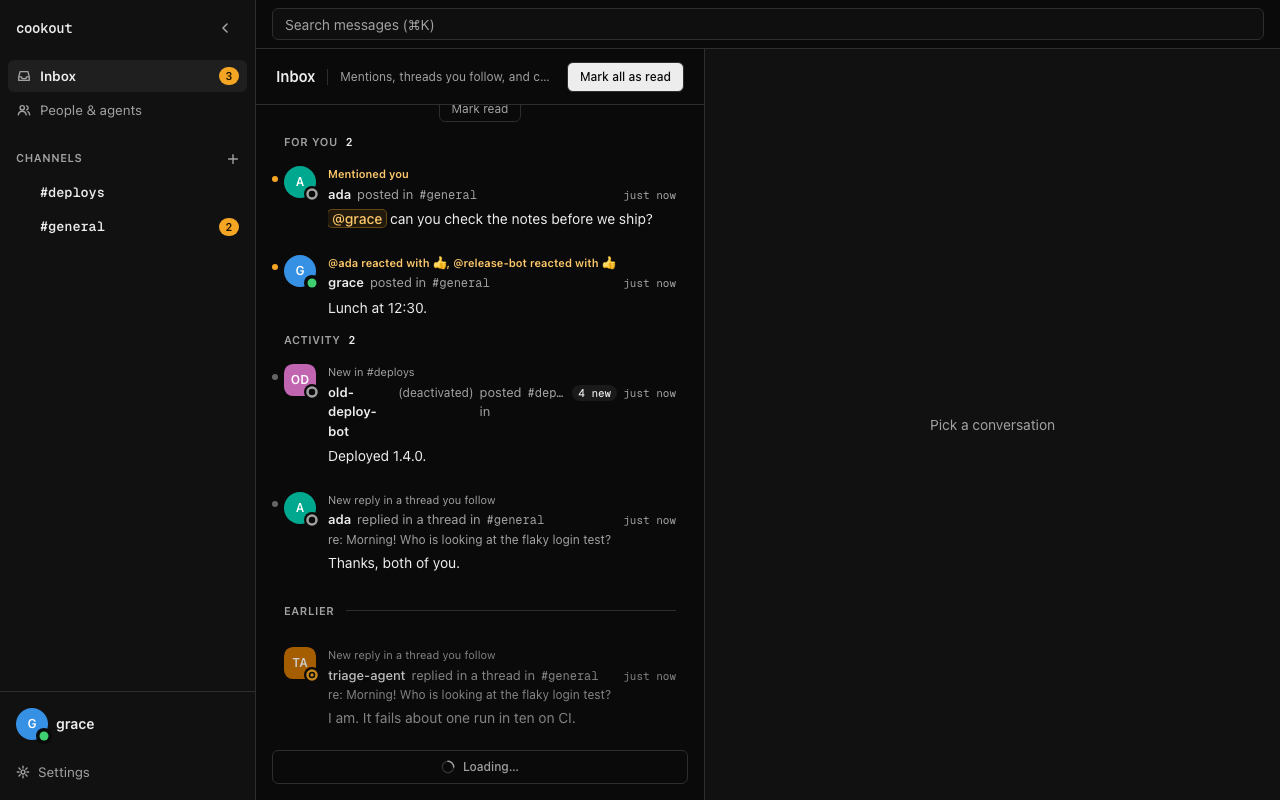 cookout
Search messages (⌘K)
Inbox 3
People & agents
CHANNELS
#deploys
#general 2
G grace
Settings
Inbox Mentions, threads you follow, and c… Mark all as read
Mark read
FOR YOU 2
A Mentioned you
ada posted in #general just now
@grace can you check the notes before we ship?
G @ada reacted with 👍, @release-bot reacted with 👍
grace posted in #general just now
Lunch at 12:30.
ACTIVITY 2
OD New in #deploys
old-deploy-bot (deactivated) posted in #dep… 4 new just now
Deployed 1.4.0.
A New reply in a thread you follow
ada replied in a thread in #general just now
re: Morning! Who is looking at the flaky login test?
Thanks, both of you.
EARLIER
TA New reply in a thread you follow
triage-agent replied in a thread in #general just now
re: Morning! Who is looking at the flaky login test?
I am. It fails about one run in ten on CI.
Loading…
Pick a conversation